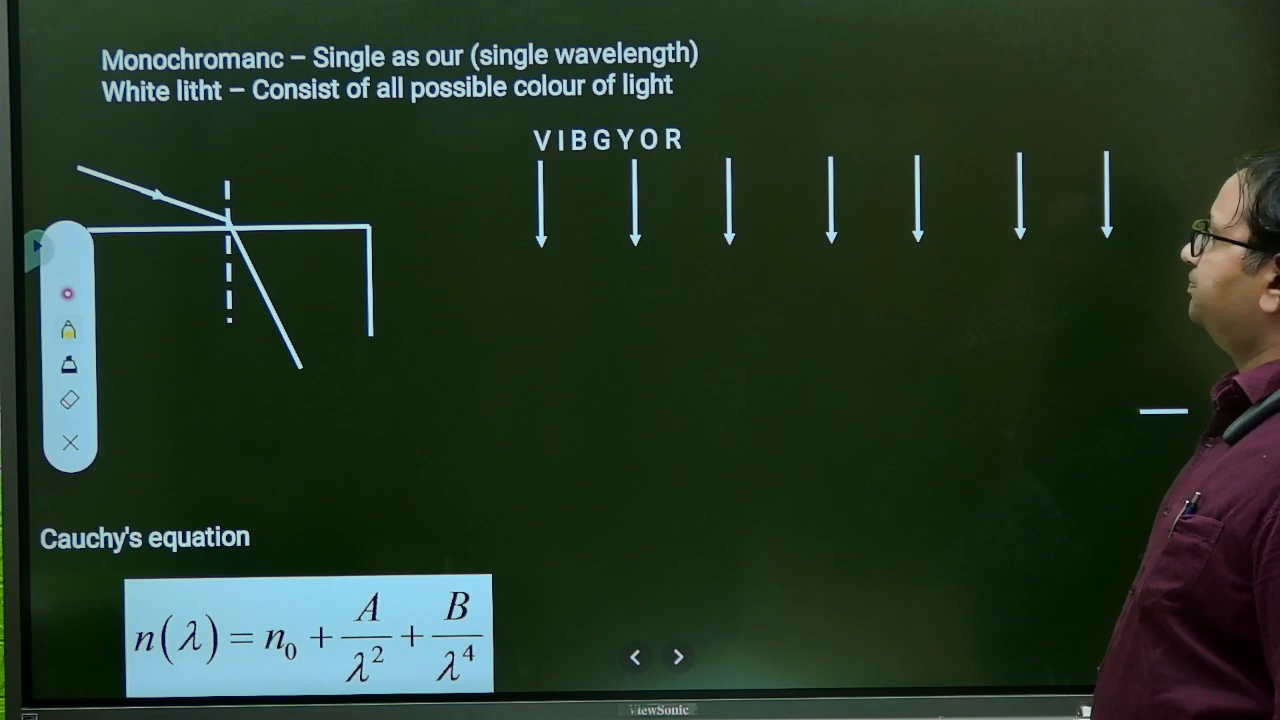 Monochromanc – Single as our (single wavelength)
White litht – Consist of all possible colour of light
V I B G Y O R
Cauchy's equation
n(λ) = n₀ + A/λ² + B/λ⁴
ViewSonic